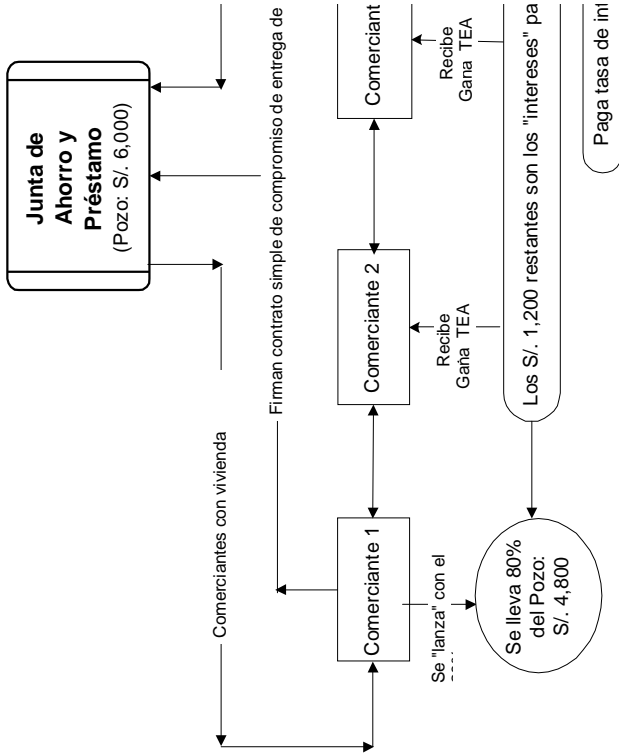 Junta de
Ahorro y
Préstamo
(Pozo: S/. 6,000)
Comerciantes con vivienda
Firman contrato simple de compromiso de entrega de
Comerciante 1
Comerciante 2
Comerciant
Se "lanza" con el
Recibe
Gana TEA
Recibe
Gana TEA
Se lleva 80%
del Pozo:
S/. 4,800
Los S/. 1,200 restantes son los "intereses" pa
Paga tasa de int